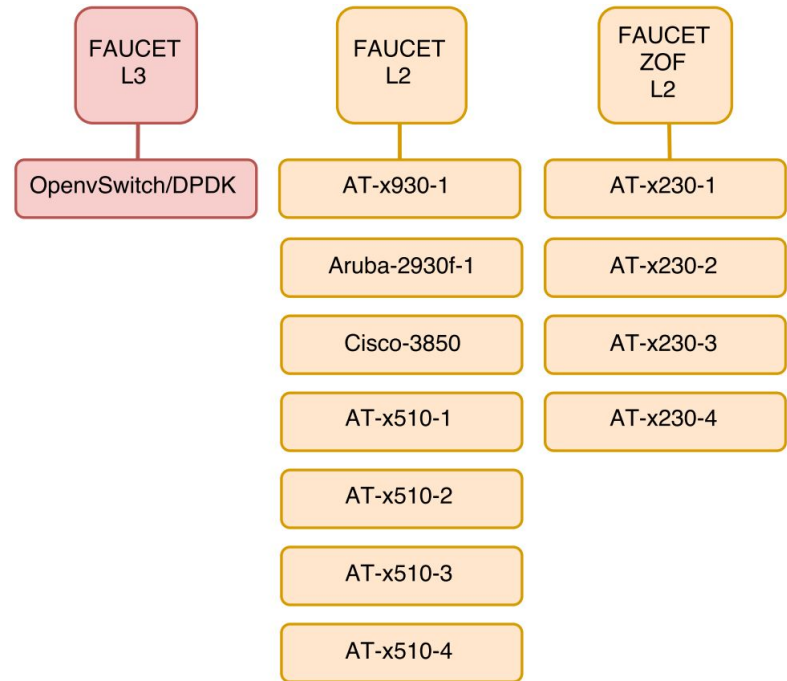 FAUCET
L3
OpenvSwitch/DPDK
FAUCET
L2
AT-x930-1
Aruba-2930f-1
Cisco-3850
AT-x510-1
AT-x510-2
AT-x510-3
AT-x510-4
FAUCET
ZOF
L2
AT-x230-1
AT-x230-2
AT-x230-3
AT-x230-4